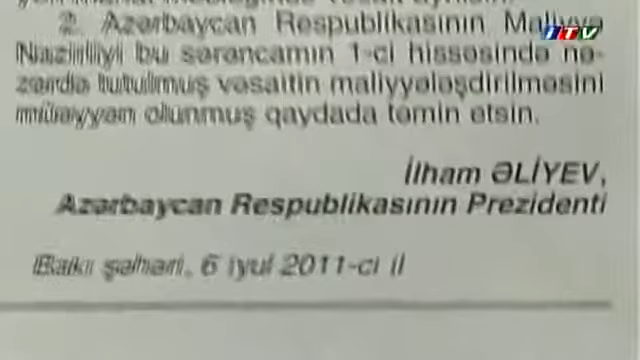 2. Azərbaycan Respublikasının Maliyyə
Nazirliyi bu sərəncamın 1-ci hissəsində nə-
zərdə tutulmuş vəsaitin maliyyələşdirilməsini
müəyyən olunmuş qaydada təmin etsin.
İlham ƏLİYEV,
Azərbaycan Respublikasının Prezidenti
Bakı şəhəri, 6 iyul 2011-ci il
İTV